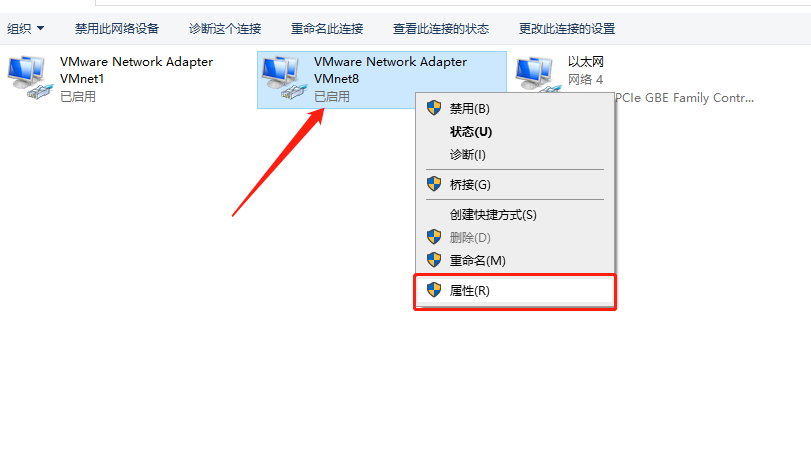 组织 禁用此网络设备 诊断这个连接 重命名此连接 查看此连接的状态 更改此连接的设置
VMware Network Adapter
VMnet1
已启用
VMware Network Adapter
VMnet8
已启用
以太网
网络 4
PCIe GBE Family Contr...
禁用(B)
状态(U)
诊断(I)
桥接(G)
创建快捷方式(S)
删除(D)
重命名(M)
属性(R)